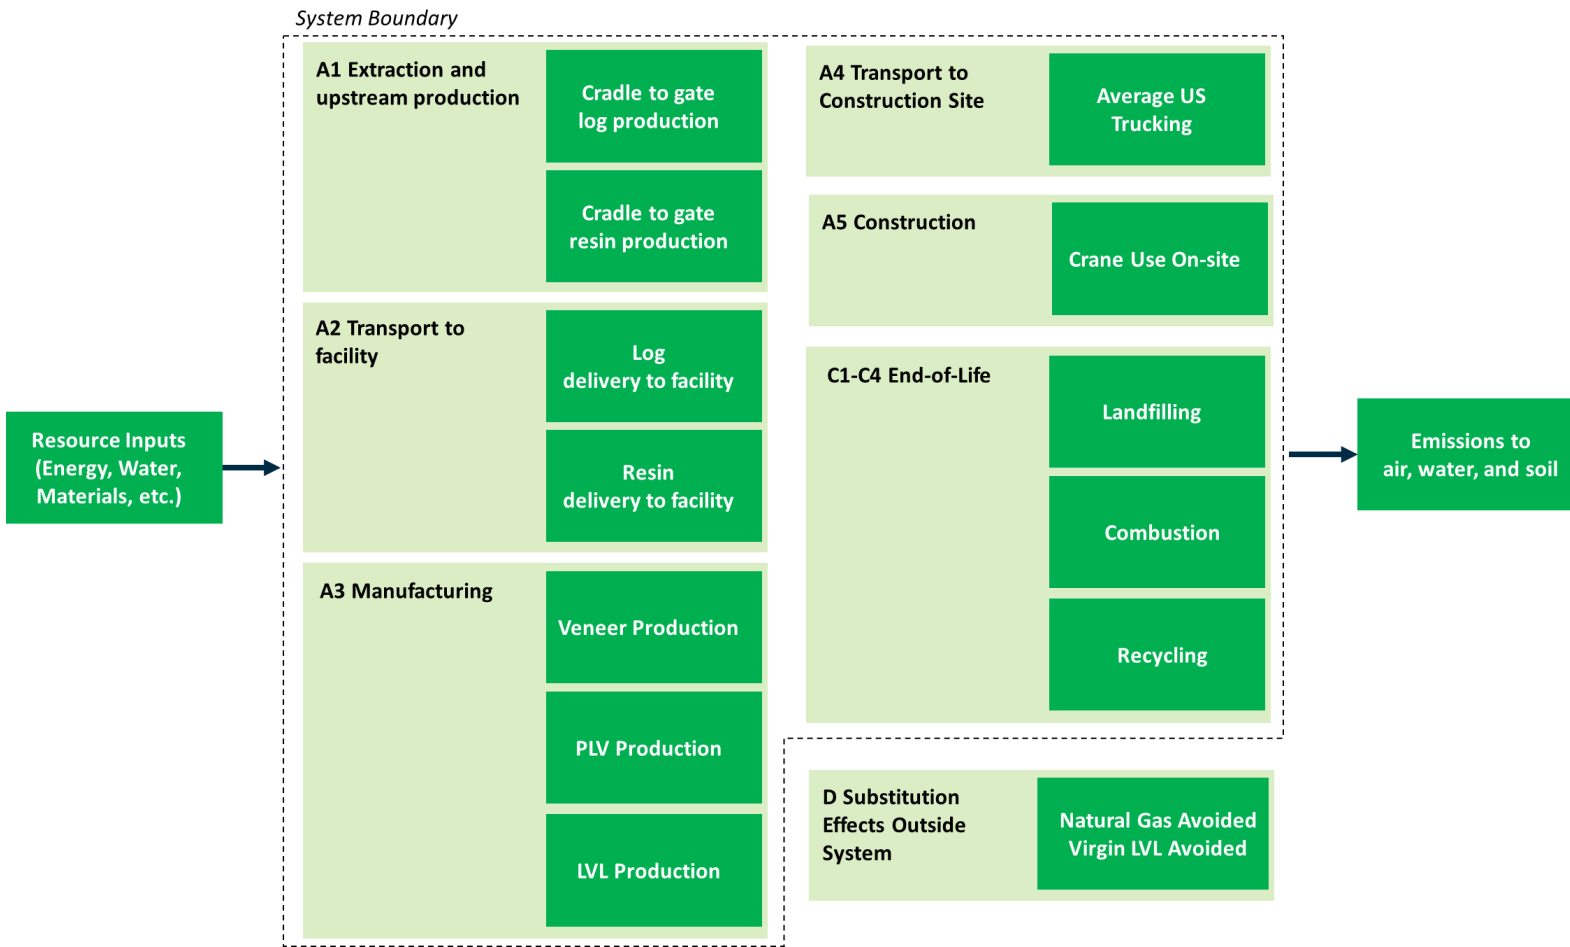 System Boundary
A1 Extraction and
upstream production
Cradle to gate
log production
Cradle to gate
resin production
A2 Transport to
facility
Log
delivery to facility
Resin
delivery to facility
A3 Manufacturing
Veneer Production
PLV Production
LVL Production
Resource Inputs
(Energy, Water,
Materials, etc.)
A4 Transport to
Construction Site
Average US
Trucking
A5 Construction
Crane Use On-site
C1-C4 End-of-Life
Landfilling
Combustion
Recycling
D Substitution
Effects Outside
System
Natural Gas Avoided
Virgin LVL Avoided
Emissions to
air, water, and soil